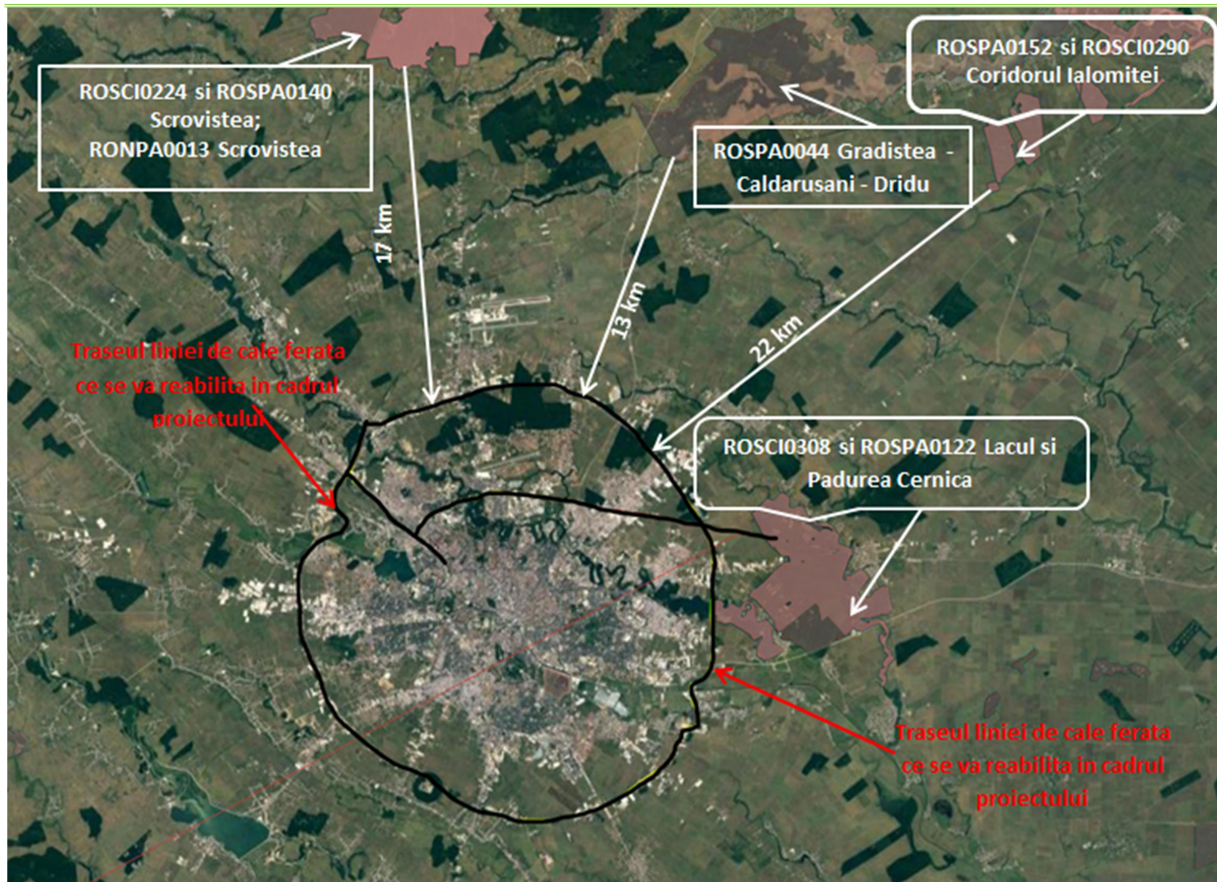 ROSCI0224 si ROSPA0140
Scrovistea;
RONPA0013 Scrovistea
ROSPA0152 si ROSCI0290
Coridorul Ialomitei
ROSPA0044 Gradistea -
Caldarusani - Dridu
17 km
13 km
22 km
Traseul liniei de cale ferata
ce se va reabilita in cadrul
proiectului
ROSCI0308 si ROSPA0122 Lacul si
Padurea Cernica
Traseul liniei de cale ferata
ce se va reabilita in cadrul
proiectului